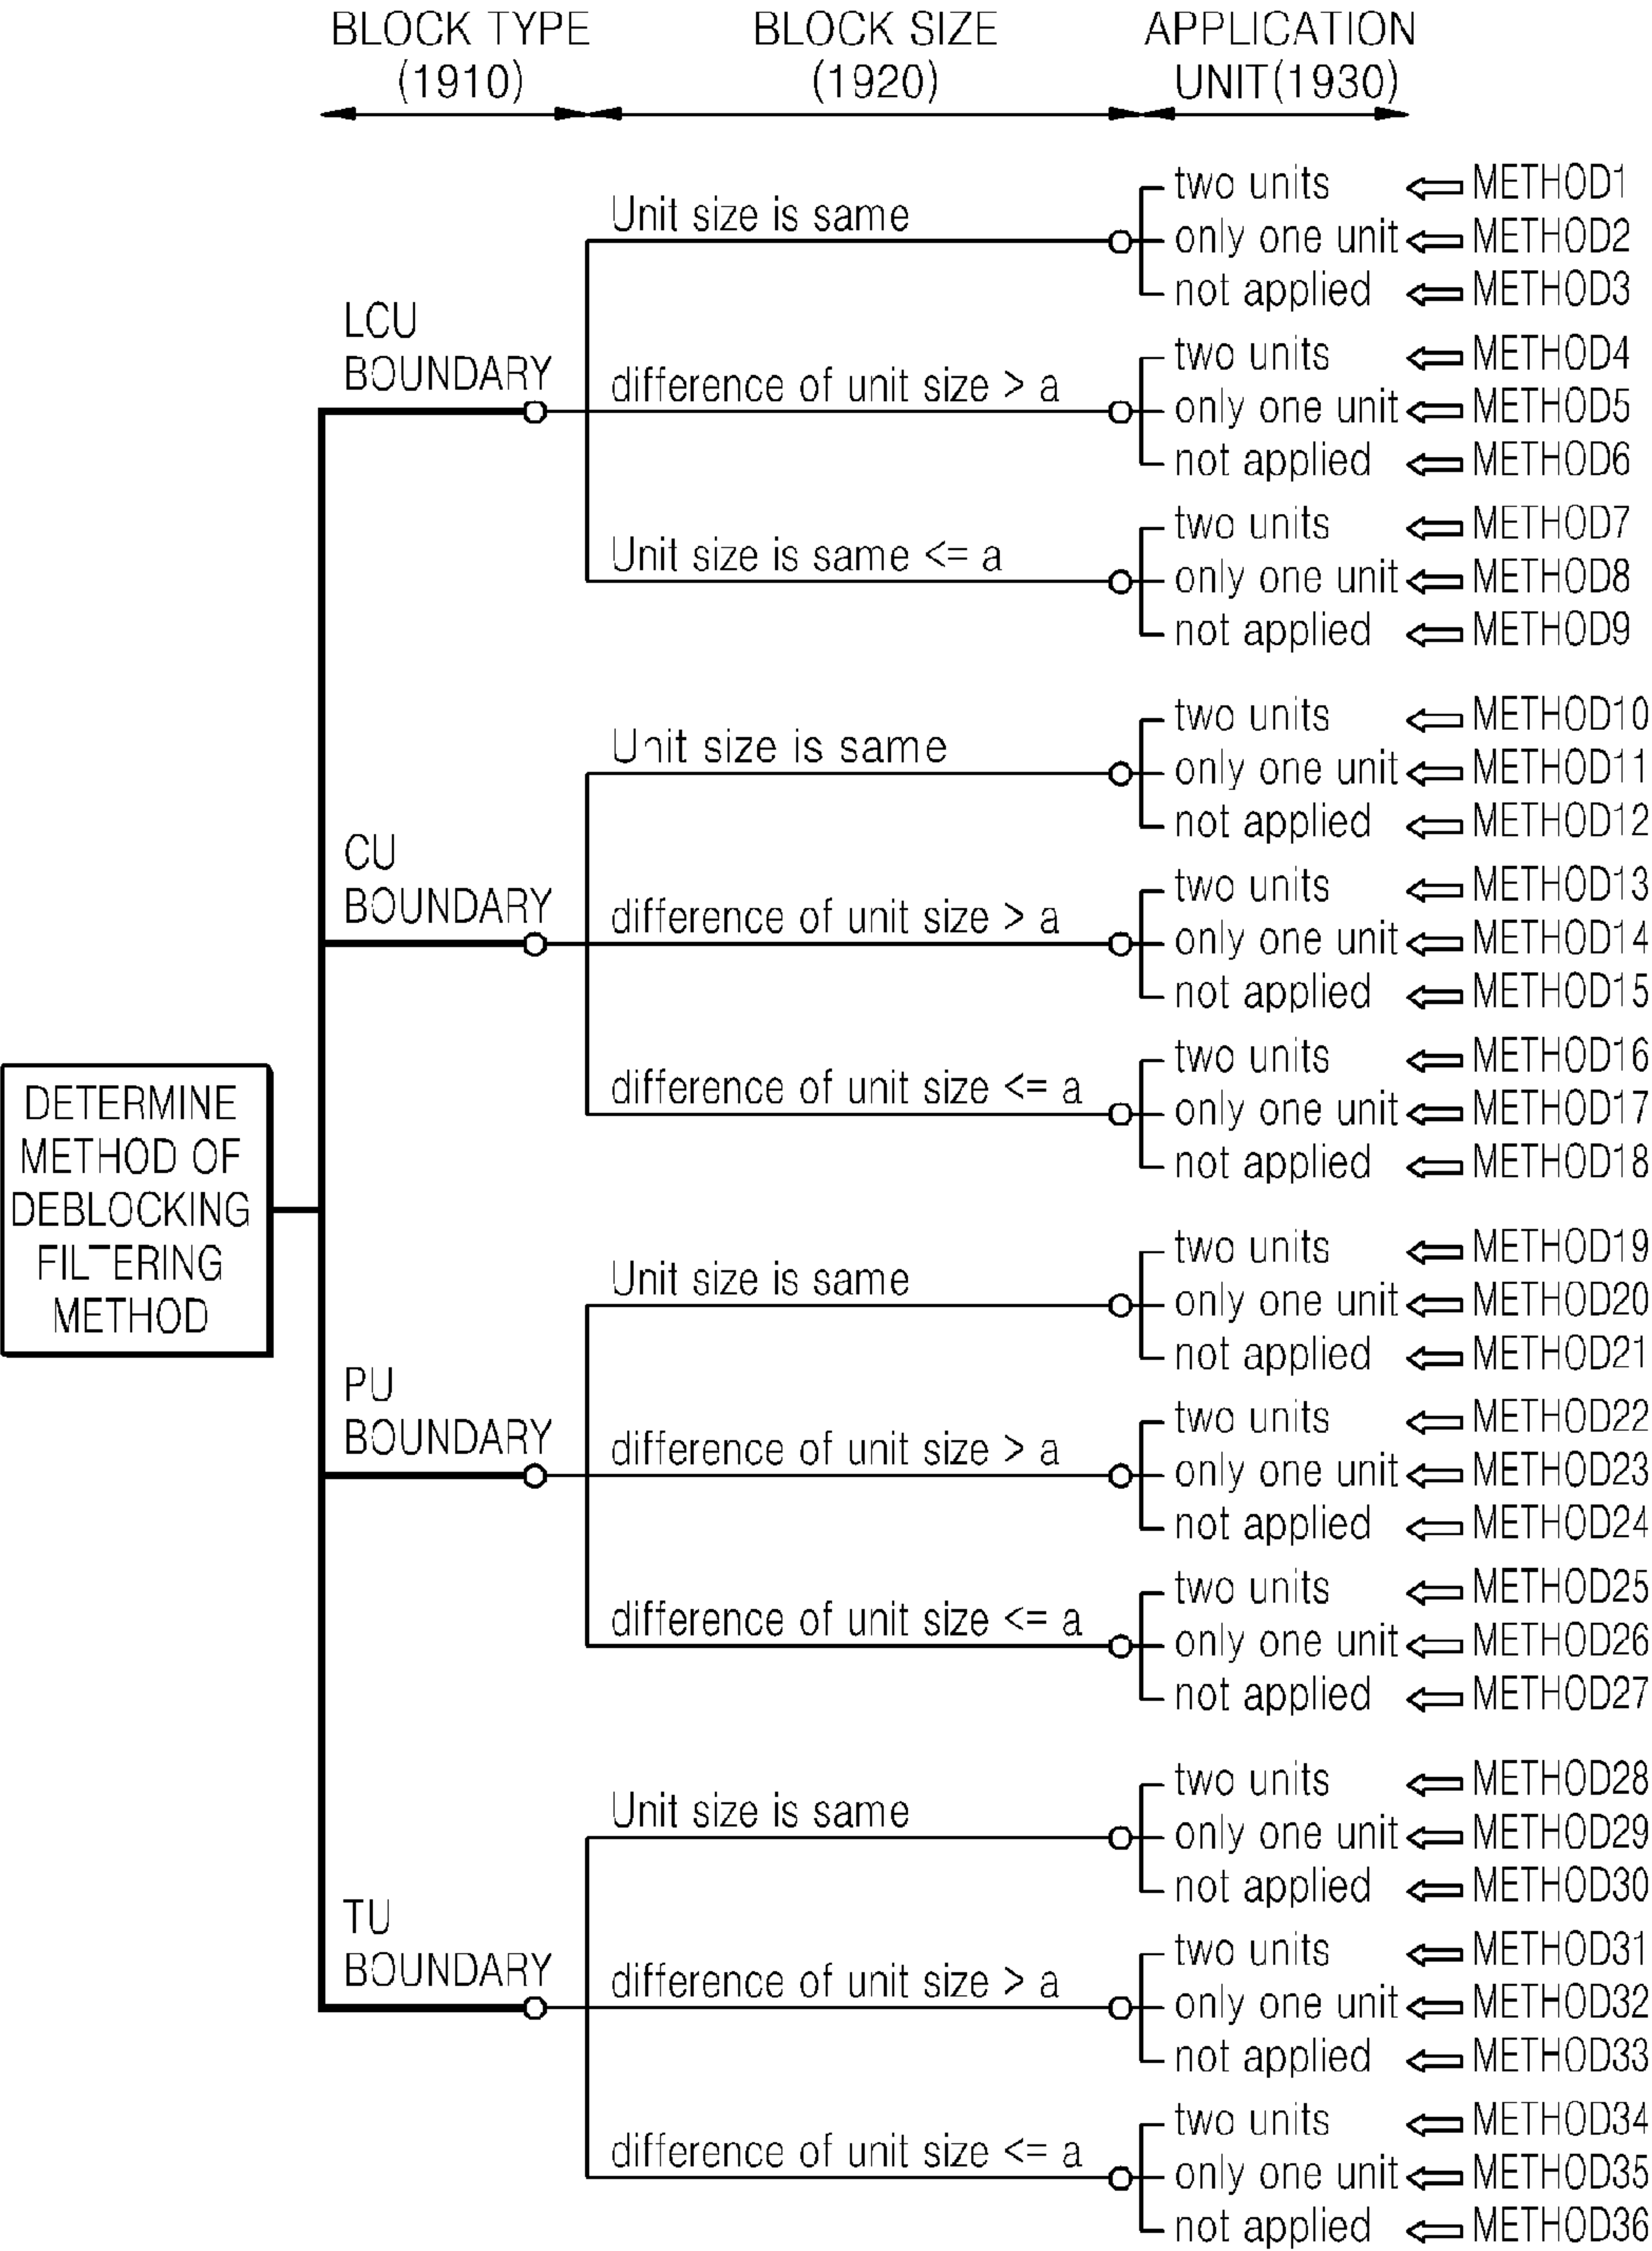 BLOCK TYPE
(1910)
BLOCK SIZE
(1920)
APPLICATION
UNIT(1930)
DETERMINE
METHOD OF
DEBLOCKING
FILTERING
METHOD
LCU
BOUNDARY
Unit size is same
two units METHOD1
only one unit METHOD2
not applied METHOD3
difference of unit size > a
two units METHOD4
only one unit METHOD5
not applied METHOD6
Unit size is same <= a
two units METHOD7
only one unit METHOD8
not applied METHOD9
CU
BOUNDARY
Unit size is same
two units METHOD10
only one unit METHOD11
not applied METHOD12
difference of unit size > a
two units METHOD13
only one unit METHOD14
not applied METHOD15
difference of unit size <= a
two units METHOD16
only one unit METHOD17
not applied METHOD18
PU
BOUNDARY
Unit size is same
two units METHOD19
only one unit METHOD20
not applied METHOD21
difference of unit size > a
two units METHOD22
only one unit METHOD23
not applied METHOD24
difference of unit size <= a
two units METHOD25
only one unit METHOD26
not applied METHOD27
TU
BOUNDARY
Unit size is same
two units METHOD28
only one unit METHOD29
not applied METHOD30
difference of unit size > a
two units METHOD31
only one unit METHOD32
not applied METHOD33
difference of unit size <= a
two units METHOD34
only one unit METHOD35
not applied METHOD36